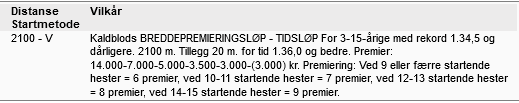 Distanse Vilkår
Startmetode
2100 - V Kaldblods BREDDEPREMIERINGSLØP - TIDSLØP For 3-15-årige med rekord 1.34,5 og
dårligere. 2100 m. Tillegg 20 m. for tid 1.36,0 og bedre. Premier:
14.000-7.000-5.000-3.500-3.000-(3.000) kr. Premiering: Ved 9 eller færre startende
hester = 6 premier, ved 10-11 startende hester = 7 premier, ved 12-13 startende hester
= 8 premier, ved 14-15 startende hester = 9 premier.